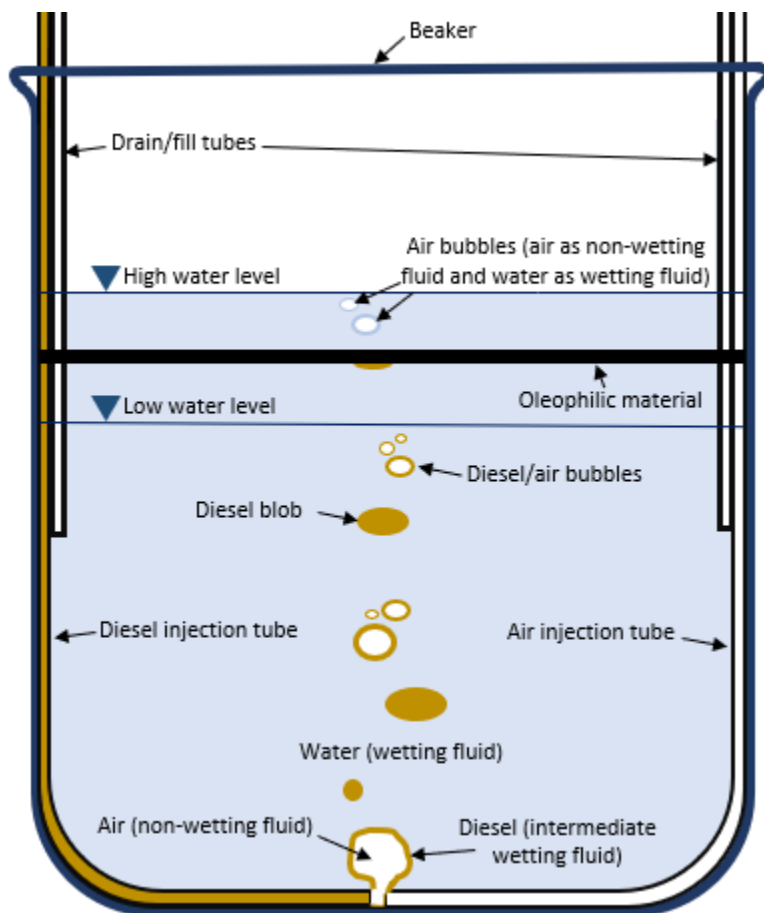 Beaker
Drain/fill tubes
Air bubbles (air as non-wetting
fluid and water as wetting fluid)
High water level
Oleophilic material
Low water level
Diesel/air bubbles
Diesel blob
Diesel injection tube
Air injection tube
Water (wetting fluid)
Air (non-wetting fluid)
Diesel (intermediate
wetting fluid)